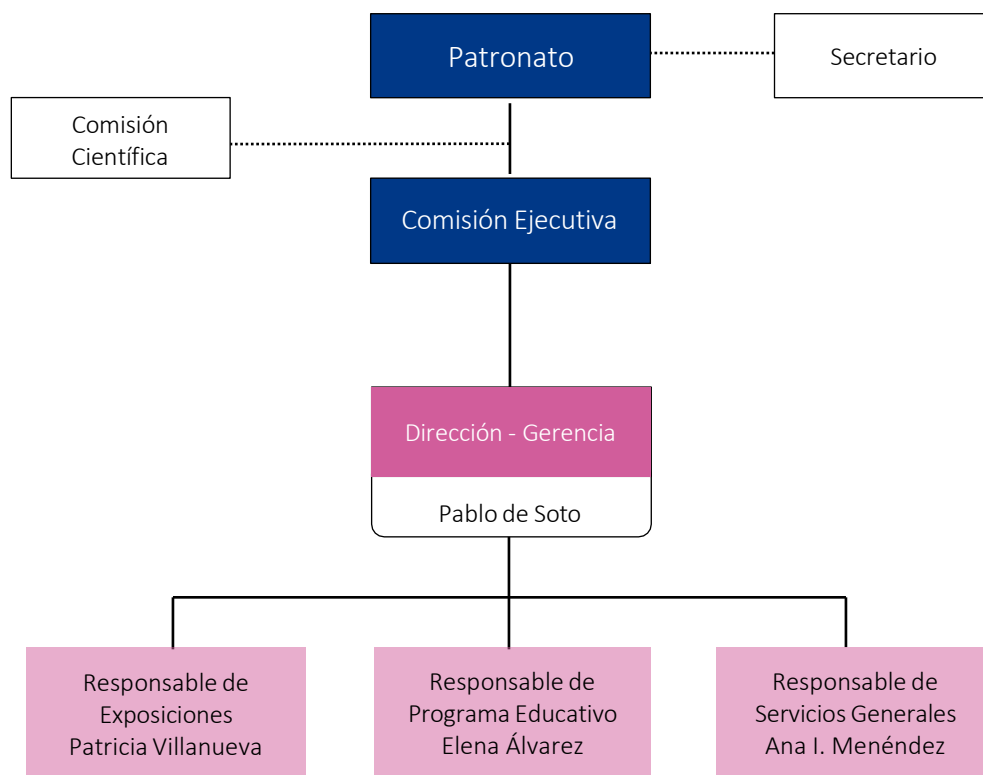 Patronato
Secretario
Comisión
Científica
Comisión Ejecutiva
Dirección - Gerencia
Pablo de Soto
Responsable de
Exposiciones
Patricia Villanueva
Responsable de
Programa Educativo
Elena Álvarez
Responsable de
Servicios Generales
Ana I. Menéndez